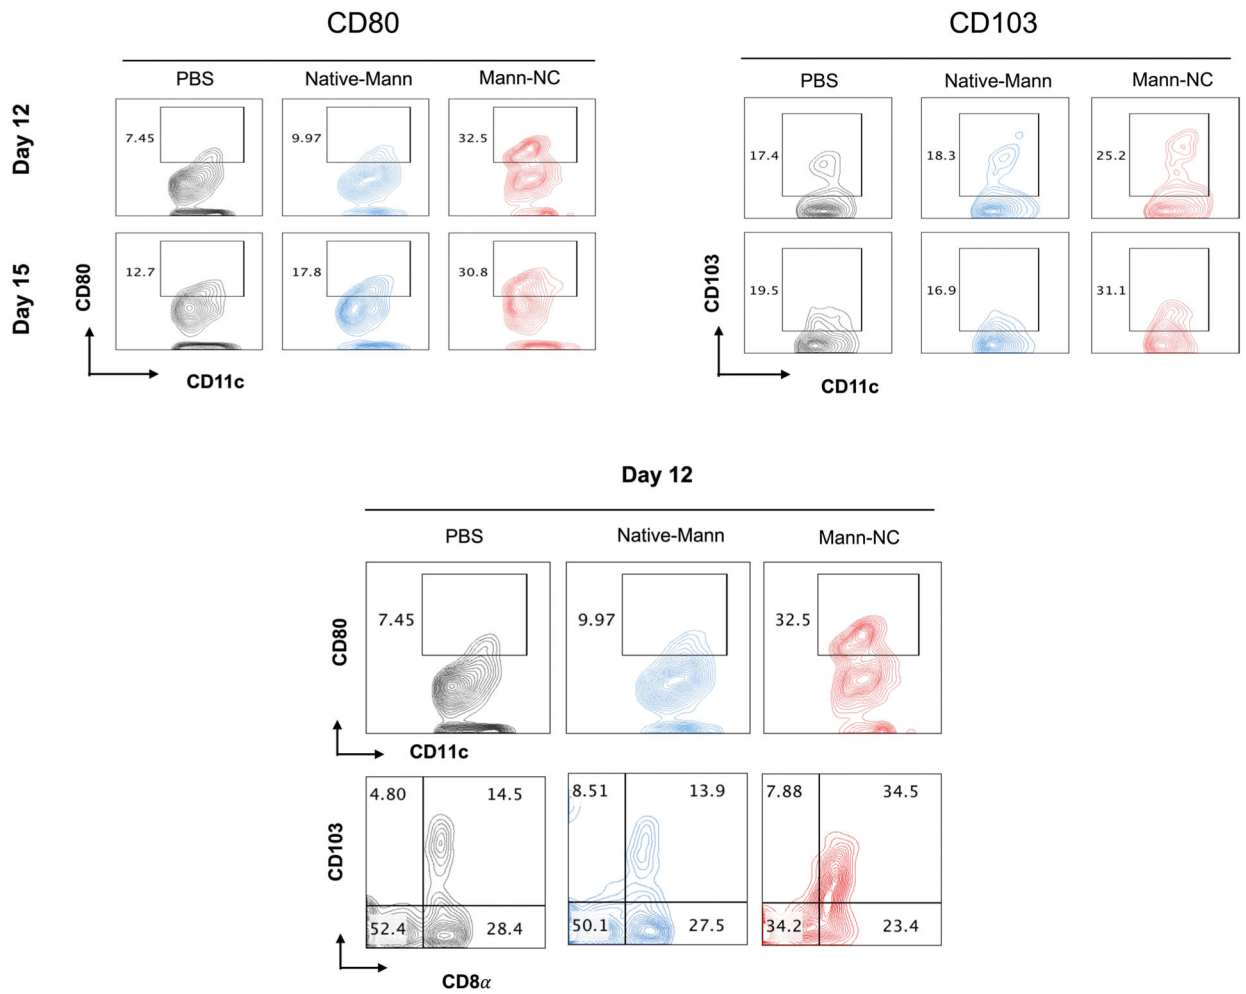 CD80
CD103
PBS
Native-Mann
Mann-NC
PBS
Native-Mann
Mann-NC
Day 12
7.45
9.97
32.5
17.4
18.3
25.2
Day 15
CD80
12.7
17.8
30.8
CD103
19.5
16.9
31.1
CD11c
CD11c
Day 12
PBS
Native-Mann
Mann-NC
CD80
7.45
9.97
32.5
CD11c
CD103
4.80
14.5
8.51
13.9
7.88
34.5
52.4
28.4
50.1
27.5
34.2
23.4
CD8α